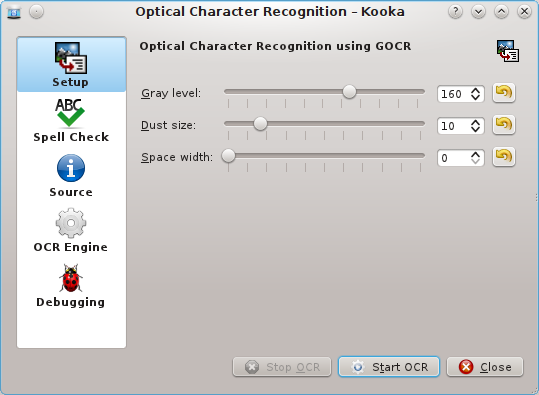 Optical Character Recognition – Kooka
Setup
ABC
Spell Check
Source
OCR Engine
Debugging
Optical Character Recognition using GOCR
Gray level: 160
Dust size: 10
Space width: 0
Stop OCR Start OCR Close